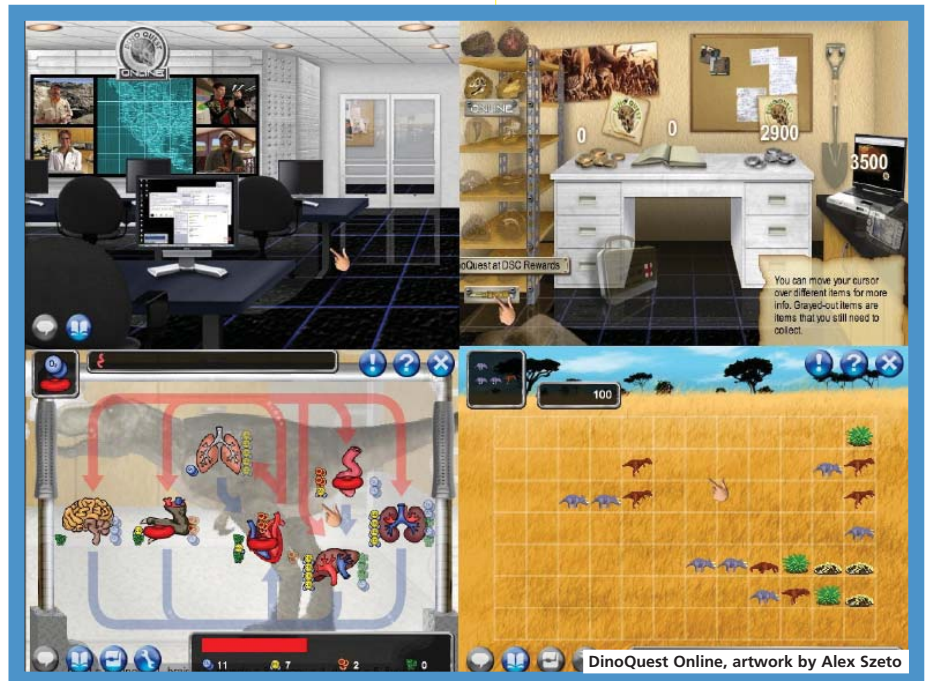 DINO QUEST
ONLINE
ONLINE
0
0
2900
3500
oQuest at DSC Rewards
You can move your cursor
over different items for more
info. Grayed-out items are
items that you still need to
collect.
! ? X
11 7 2 0
100
! ? X
DinoQuest Online, artwork by Alex Szeto